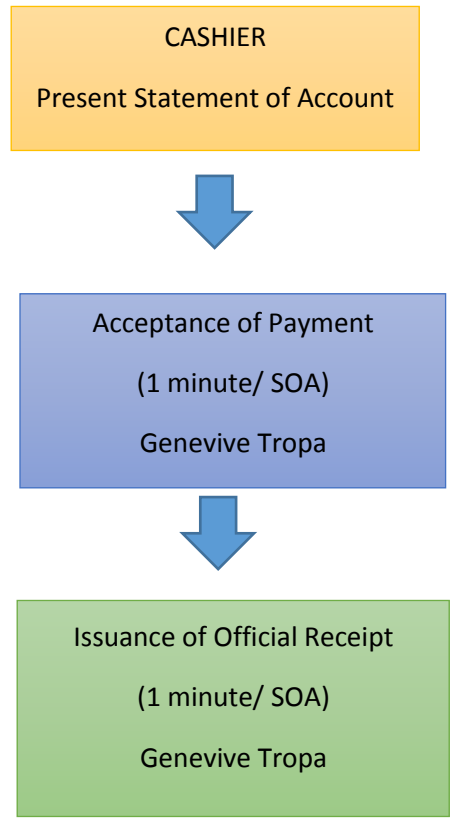 CASHIER
Present Statement of Account
Acceptance of Payment
(1 minute/ SOA)
Genevive Tropa
Issuance of Official Receipt
(1 minute/ SOA)
Genevive Tropa